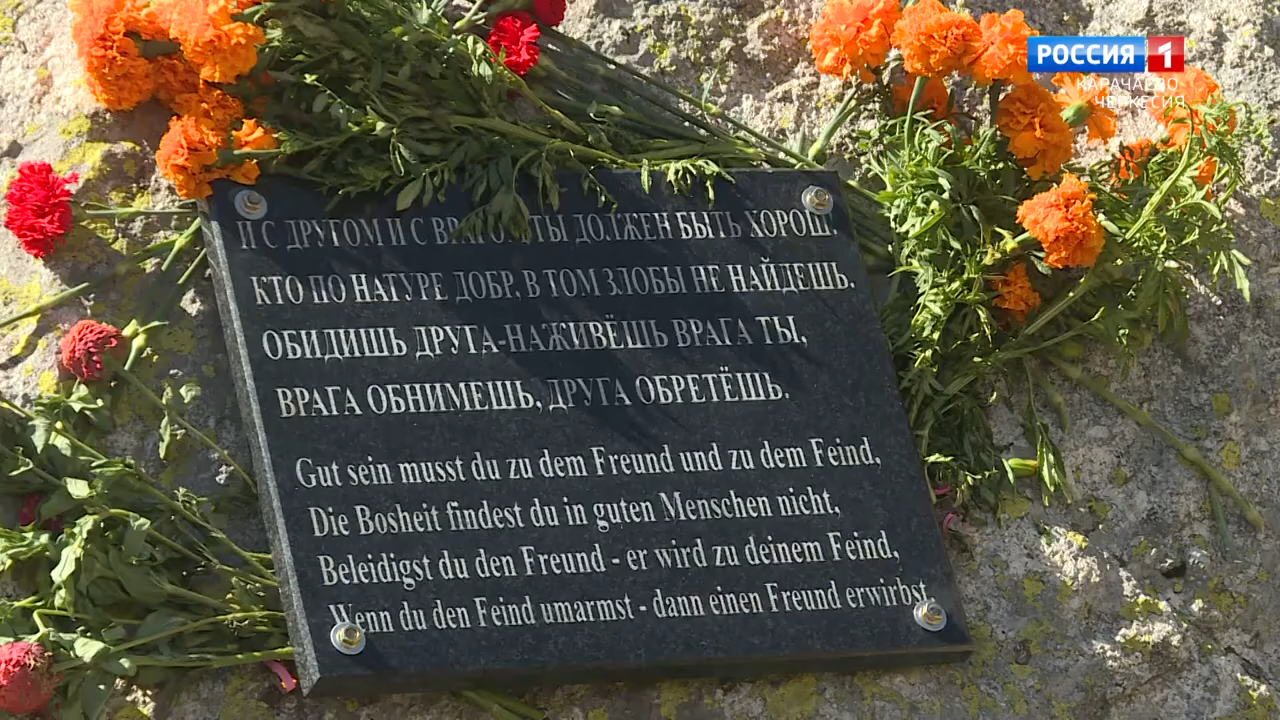 РОССИЯ 1
КАРАЧАЕВО
ЧЕРКЕСИЯ
И С ДРУГОМ И С ВРАГОМ ТЫ ДОЛЖЕН БЫТЬ ХОРОШ.
КТО ПО НАТУРЕ ДОБР, В ТОМ ЗЛОБЫ НЕ НАЙДЕШЬ.
ОБИДИШЬ ДРУГА-НАЖИВЁШЬ ВРАГА ТЫ,
ВРАГА ОБНИМЕШЬ, ДРУГА ОБРЕТЁШЬ.
Gut sein musst du zu dem Freund und zu dem Feind,
Die Bosheit findest du in guten Menschen nicht,
Beleidigst du den Freund - er wird zu deinem Feind,
Wenn du den Feind umarmst - dann einen Freund erwirbst.